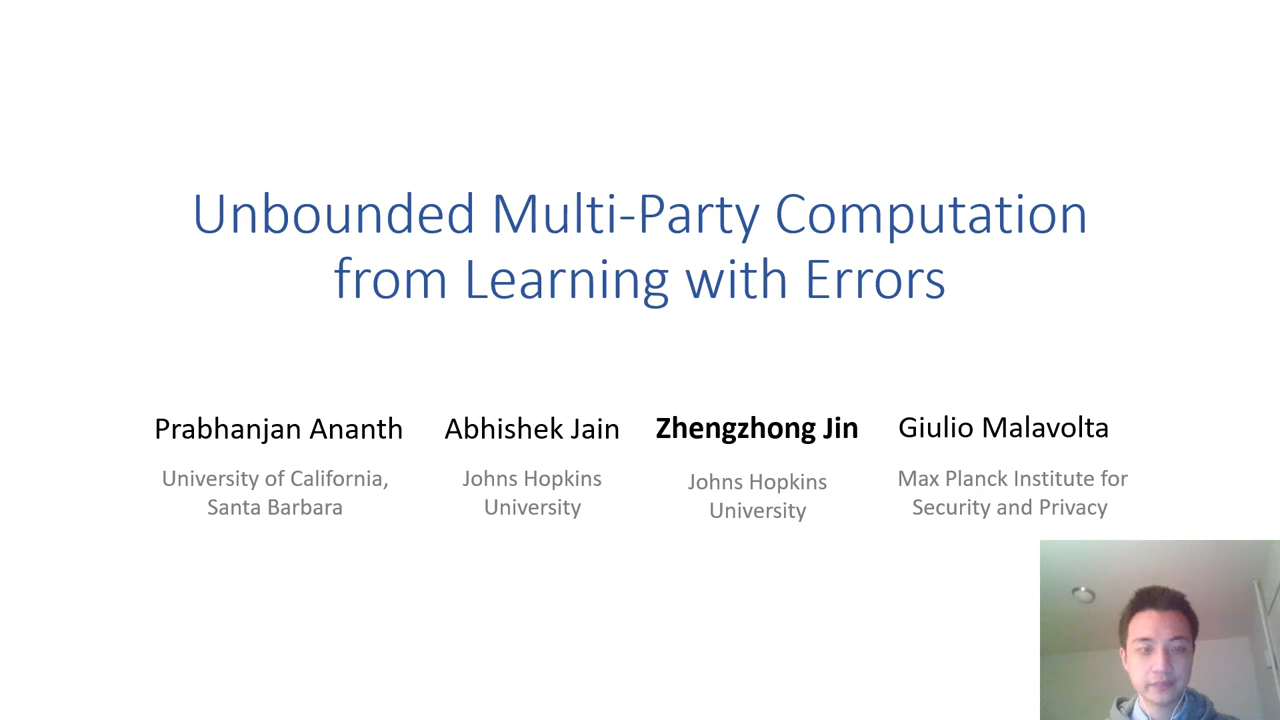 Unbounded Multi-Party Computation
from Learning with Errors
Prabhanjan Ananth
Abhishek Jain
Zhengzhong Jin
Giulio Malavolta
University of California,
Santa Barbara
Johns Hopkins
University
Johns Hopkins
University
Max Planck Institute for
Security and Privacy